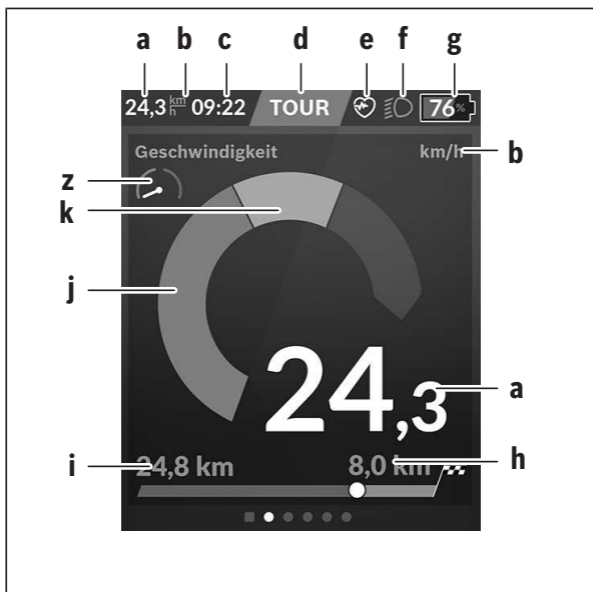 a b c d e f g
24,3 km/h 09:22 TOUR 76%
Geschwindigkeit km/h b
z
k
j
24,3 a
i 24,8 km 8,0 km h